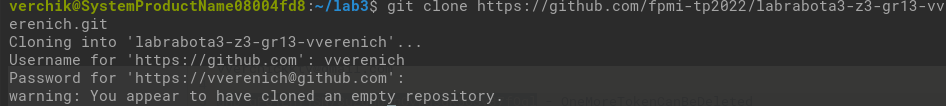 verchik@SystemProductName08004fd8:~/lab3$ git clone https://github.com/fpmi-tp2022/labrabota3-z3-gr13-vv
erenich.git
Cloning into 'labrabota3-z3-gr13-vverenich'...
Username for 'https://github.com': vverenich
Password for 'https://vverenich@github.com':
warning: You appear to have cloned an empty repository.